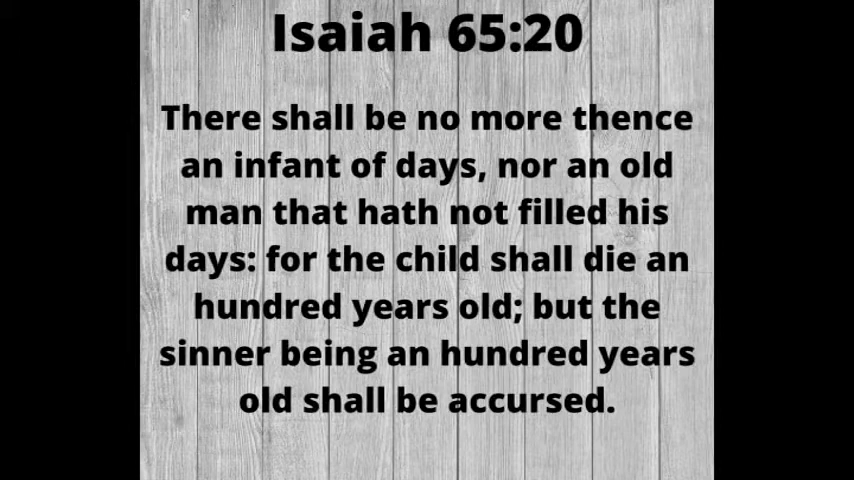 Isaiah 65:20
There shall be no more thence
an infant of days, nor an old
man that hath not filled his
days: for the child shall die an
hundred years old; but the
sinner being an hundred years
old shall be accursed.